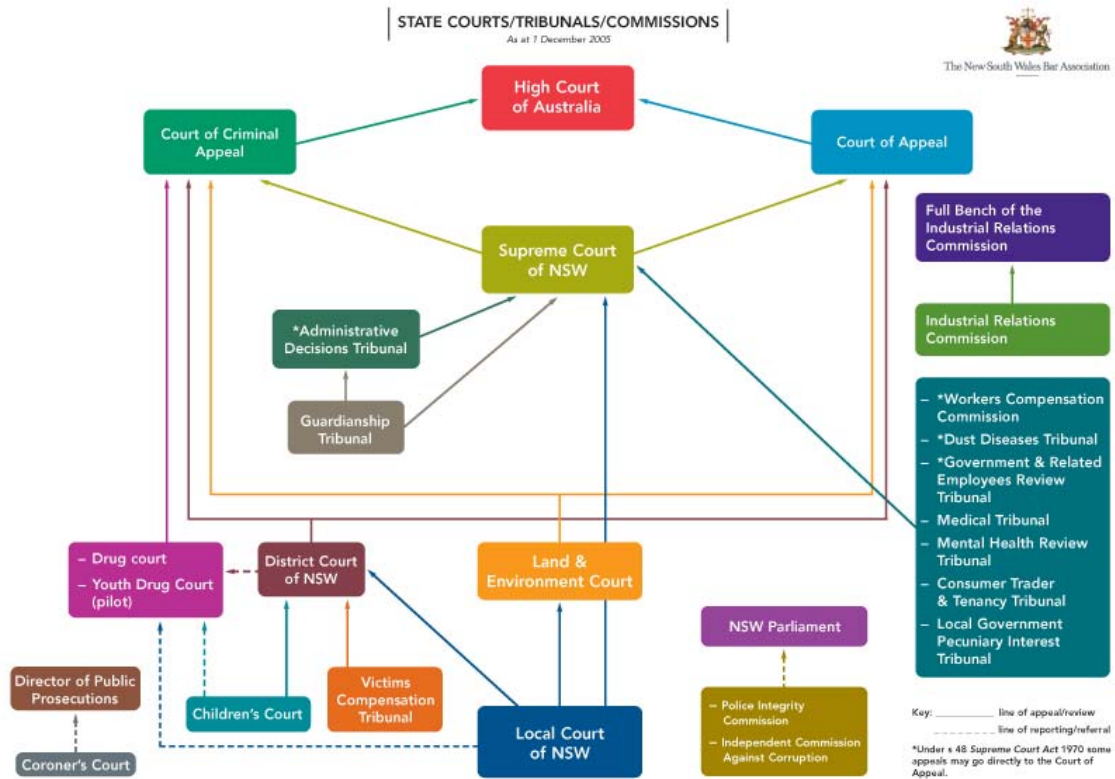 STATE COURTS/TRIBUNALS/COMMISSIONS
As at 1 December 2005
The New South Wales Bar Association
High Court
of Australia
Court of Criminal
Appeal
Court of Appeal
Full Bench of the
Industrial Relations
Commission
Supreme Court
of NSW
Industrial Relations
Commission
*Administrative
Decisions Tribunal
Guardianship
Tribunal
– *Workers Compensation
Commission
– *Dust Diseases Tribunal
– *Government & Related
Employees Review
Tribunal
– Medical Tribunal
– Mental Health Review
Tribunal
– Consumer Trader
& Tenancy Tribunal
– Local Government
Pecuniary Interest
Tribunal
– Drug court
– Youth Drug Court
(pilot)
District Court
of NSW
Land &
Environment Court
NSW Parliament
Director of Public
Prosecutions
Children's Court
Victims
Compensation
Tribunal
Local Court
of NSW
– Police Integrity
Commission
– Independent Commission
Against Corruption
Coroner's Court
Key: __________ line of appeal/review
_ _ _ _ _ _ _ _ line of reporting/referral
*Under s 48 Supreme Court Act 1970 some
appeals may go directly to the Court of
Appeal.